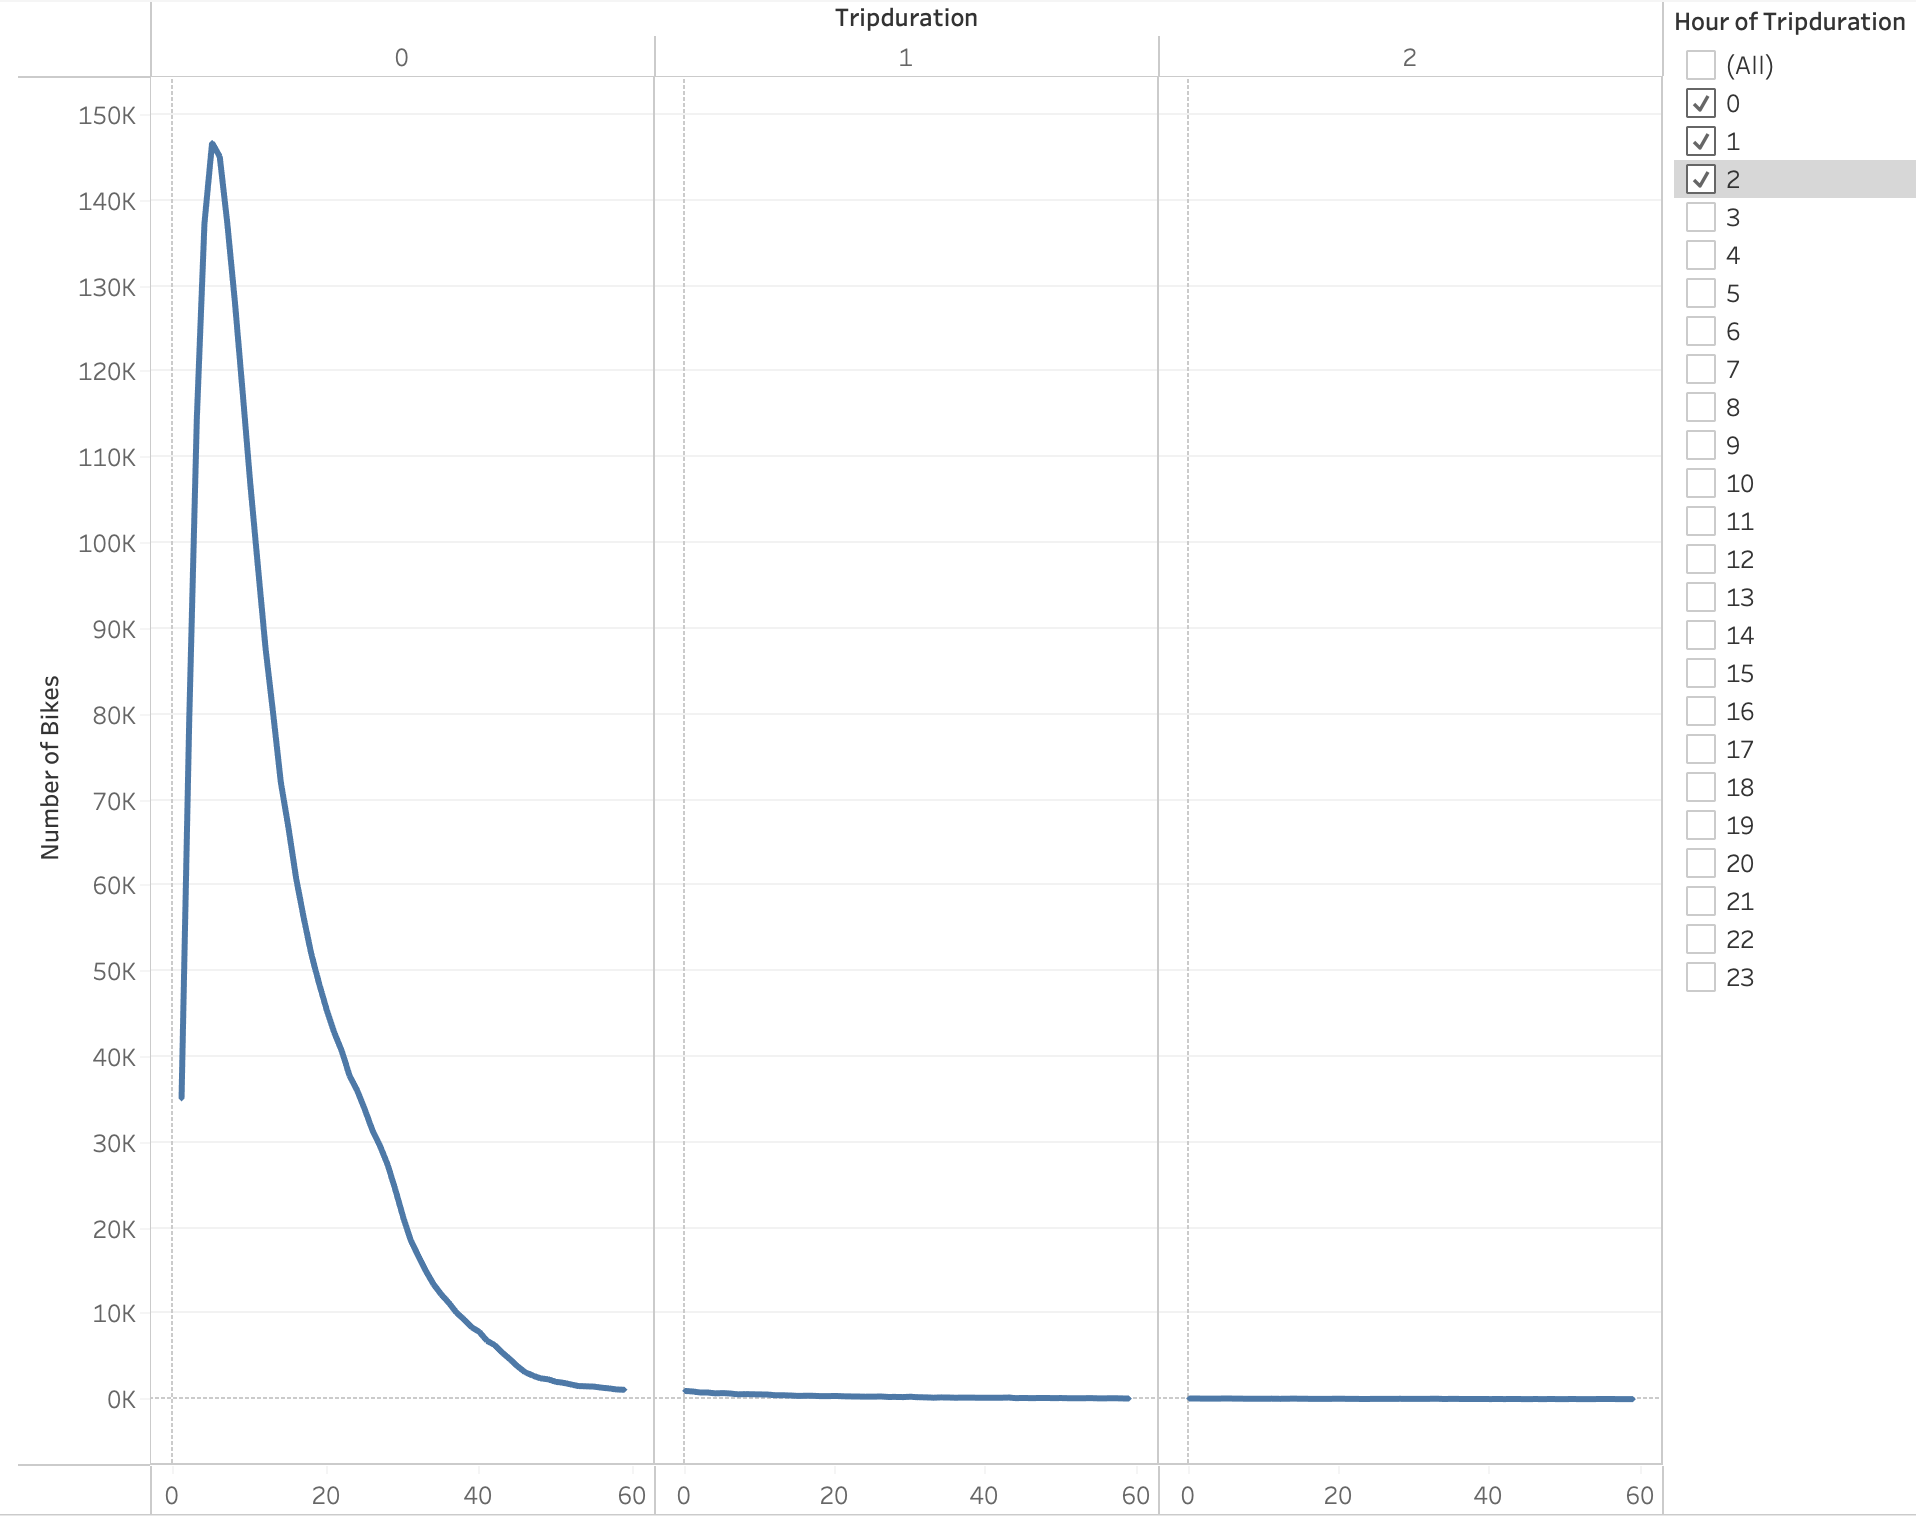 Tripduration
0 1 2
150K
140K
130K
120K
110K
100K
90K
80K
70K
60K
50K
40K
30K
20K
10K
0K
Number of Bikes
0 20 40 60 0 20 40 60 0 20 40 60
Hour of Tripduration
(All)
0
1
2
3
4
5
6
7
8
9
10
11
12
13
14
15
16
17
18
19
20
21
22
23